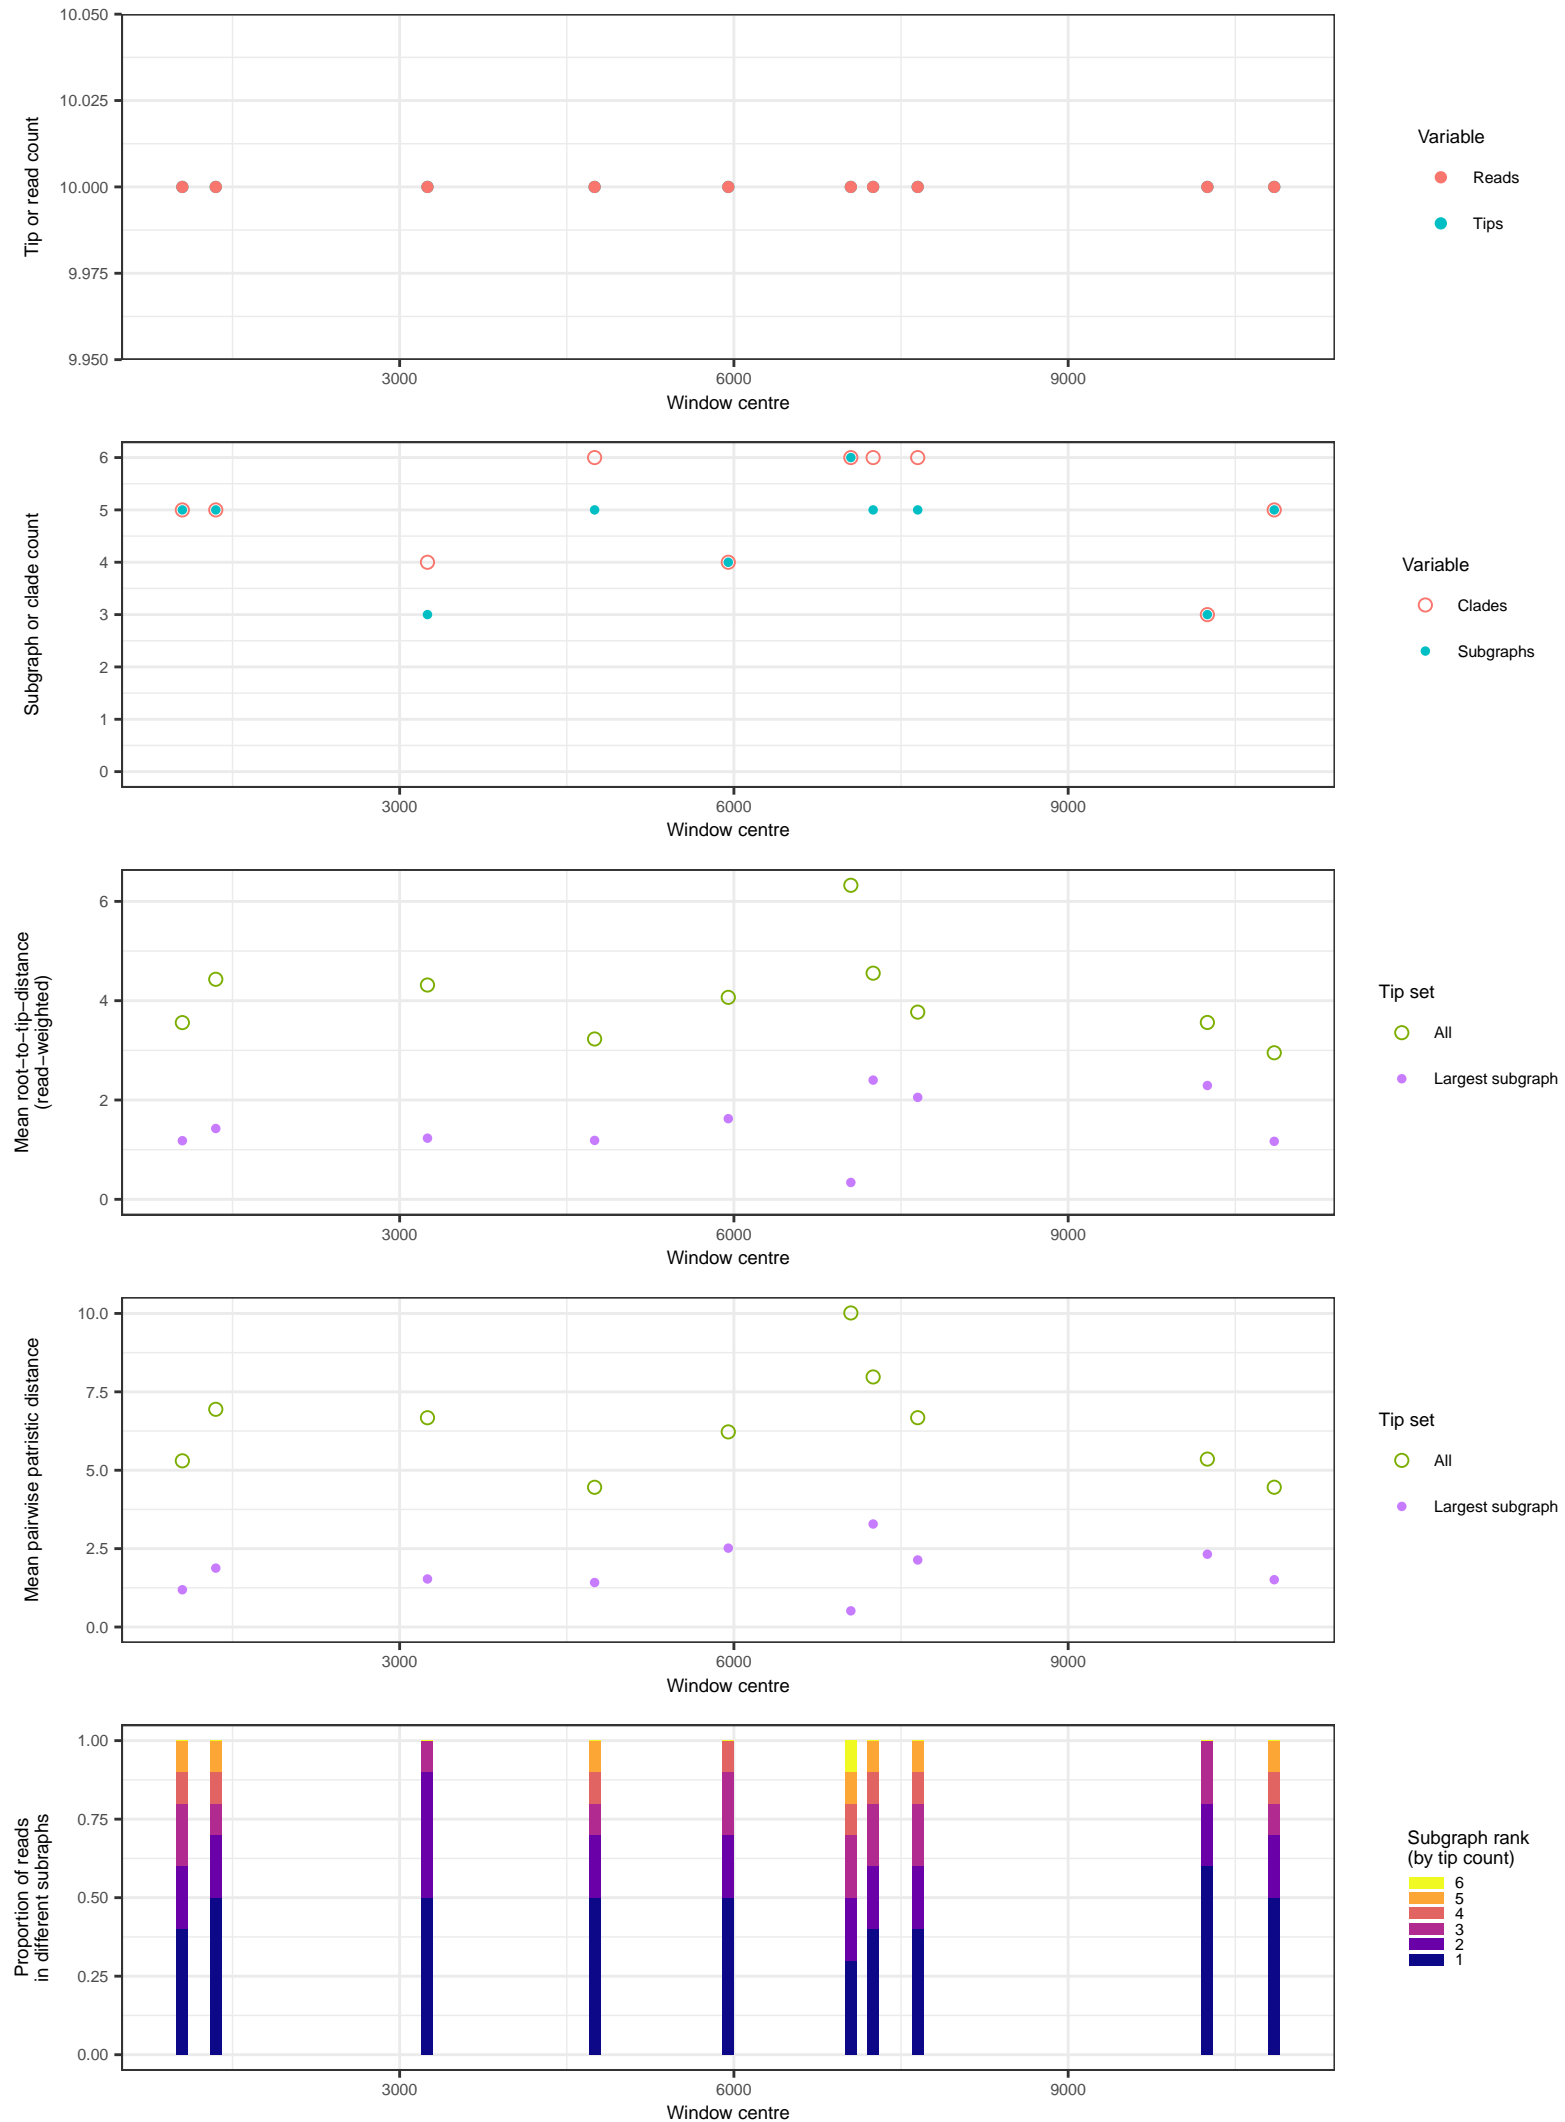 10.050
10.025
10.000
9.975
9.950
Tip or read count
3000 6000 9000
Window centre
Variable
Reads
Tips
6
5
4
3
2
1
0
Subgraph or clade count
3000 6000 9000
Window centre
Variable
Clades
Subgraphs
6
4
2
0
Mean root−to−tip−distance
(read−weighted)
3000 6000 9000
Window centre
Tip set
All
Largest subgraph
10.0
7.5
5.0
2.5
0.0
Mean pairwise patristic distance
3000 6000 9000
Window centre
Tip set
All
Largest subgraph
1.00
0.75
0.50
0.25
0.00
Proportion of reads
in different subraphs
3000 6000 9000
Window centre
Subgraph rank
(by tip count)
6
5
4
3
2
1